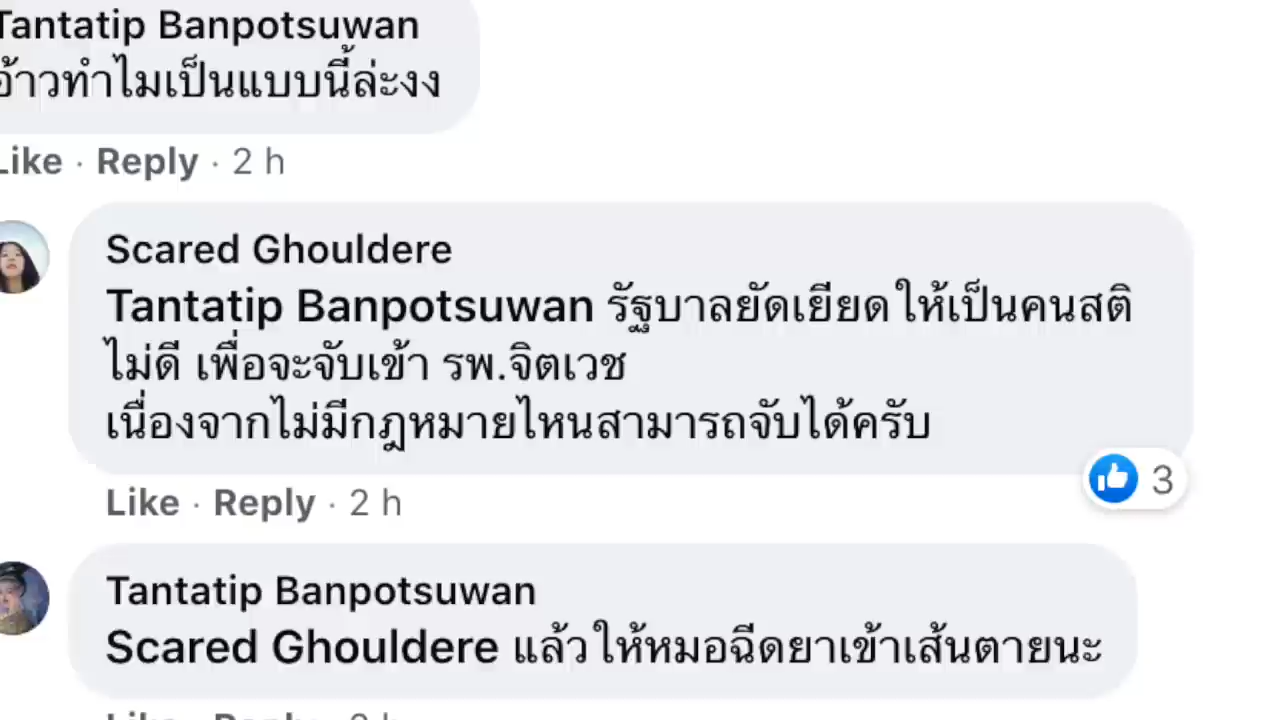 Tantatip Banpotsuwan
อ้าวทำไมเป็นแบบนี้ล่ะงง
Like · Reply · 2 h
Scared Ghouldere
Tantatip Banpotsuwan รัฐบาลยัดเยียดให้เป็นคนสติ
ไม่ดี เพื่อจะจับเข้า รพ.จิตเวช
เนื่องจากไม่มีกฎหมายไหนสามารถจับได้ครับ
3
Like · Reply · 2 h
Tantatip Banpotsuwan
Scared Ghouldere แล้วให้หมอฉีดยาเข้าเส้นตายนะ
Like · Reply · 2 h